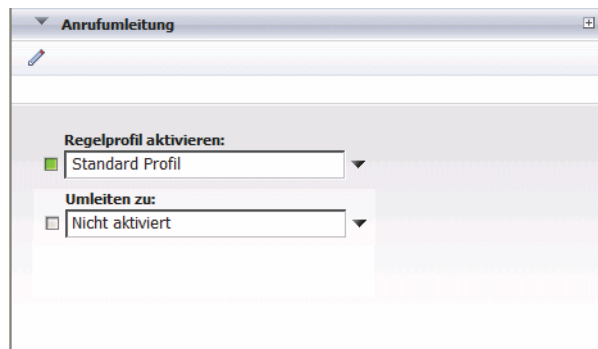 Anrufumleitung
Regelprofil aktivieren:
Standard Profil
Umleiten zu:
Nicht aktiviert